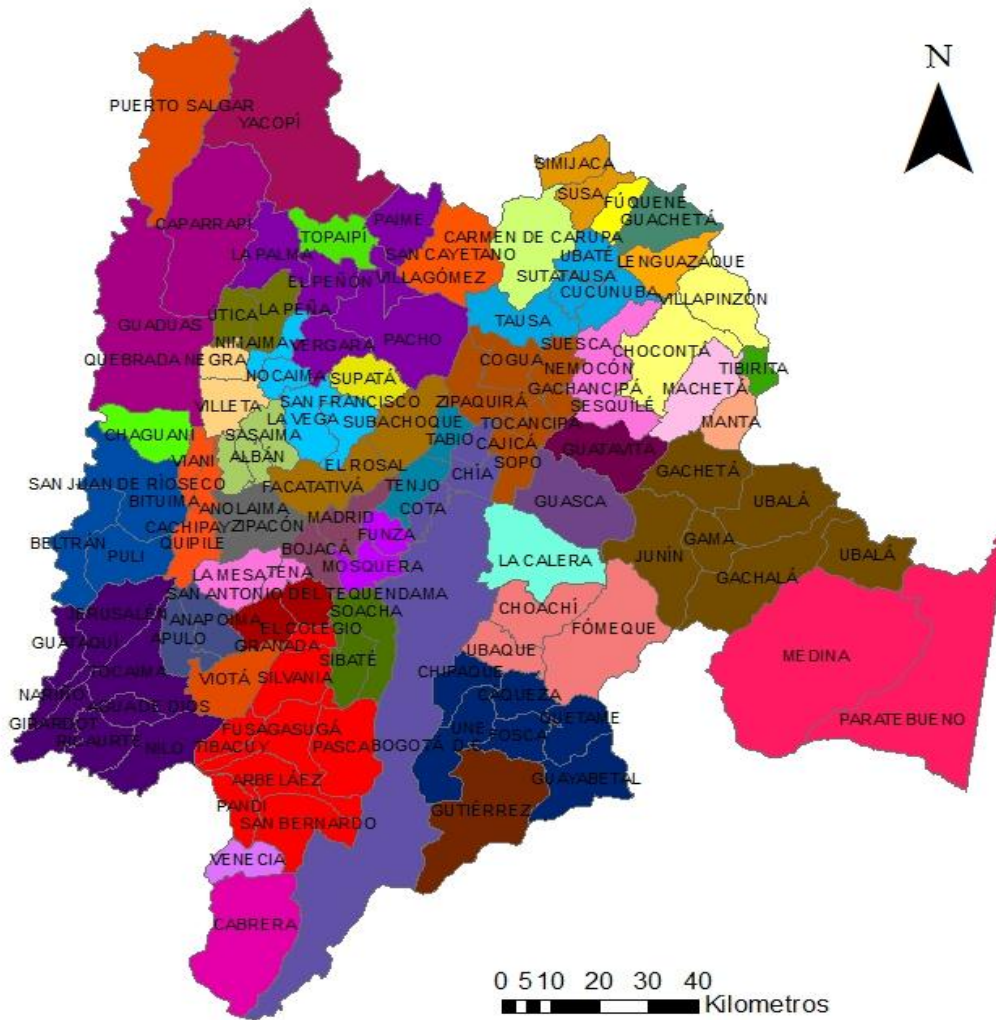 N
PUERTO SALGAR
YACOPÍ
SIMIJACA
SUSA
FÚQUENE
GUACHETÁ
CAPARRAPÍ
TOPAIPÍ
PAIME
LA PALMA
SAN CAYETANO
CARMEN DE CARUPA
UBATÉ
LENGUAZAQUE
EL PEÑÓN
VILLAGÓMEZ
SUTATAUSA
CUCUNUBA
VILLAPINZÓN
GUADUAS
ÚTICA
LA PEÑA
TAUSA
NIMAIMA
VERGARA
PACHO
SUESCA
CHOCONTA
QUEBRADA NEGRA
NOCAIMA
SUPATÁ
COGUA
NEMOCÓN
GACHANCIPÁ
MACHETÁ
TIBIRITA
VILLETA
SAN FRANCISCO
ZIPAQUIRÁ
SESQUILÉ
LA VEGA
SUBACHOQUE
TOCANCIPA
MANTA
CHAGUANI
SASAIMA
TABIO
CAJICÁ
GUATAVITA
VIANI
ALBÁN
EL ROSAL
CHÍA
SOPO
GACHETÁ
SAN JUAN DE RÍOSECO
FACATATIVÁ
TENJO
GUASCA
UBALÁ
BITUIMA
ANOLAIMA
COTA
CACHIPAY
ZIPACÓN
MADRID
FUNZA
BELTRÁN
QUIPILE
BOJACÁ
GAMA
PULI
MOSQUERA
LA CALERA
JUNÍN
UBALÁ
LA MESA
TENA
GACHALÁ
SAN ANTONIO DEL TEQUENDAMA
JERUSALÉN
ANAPOIMA
SOACHA
CHOACHÍ
FÓMEQUE
GUATAQUÍ
APULO
EL COLEGIO
GRANADA
SIBATÉ
UBAQUE
MEDINA
TOCAIMA
VIOTÁ
SILVANIA
CHIPAQUE
CAQUEZA
NARIÑO
AGUA DE DIOS
QUETAME
PARATEBUENO
GIRARDOT
FUSAGASUGÁ
UNE
FOSCA
RICAURTE
NILO
TIBACUY
PASCA
BOGOTÁ D.C.
ARBELÁEZ
GUAYABETAL
PANDI
SAN BERNARDO
GUTIÉRREZ
VENECIA
CABRERA
0 5 10 20 30 40
Kilometros